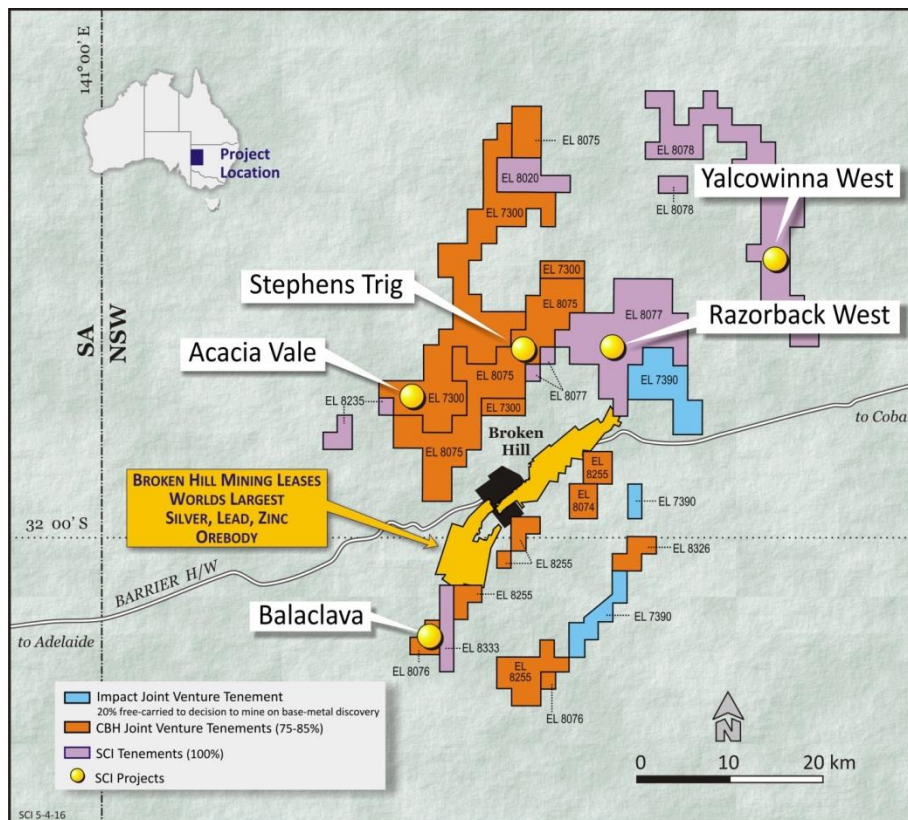 141° 00' E
Project
Location
EL 8075
EL 8020
EL 7300
EL 8078
EL 8078
Yalcowinna West
Stephens Trig
EL 7300
EL 8075
EL 8077
Razorback West
SA
NSW
Acacia Vale
EL 8075
EL 8077
EL 7390
EL 8235
EL 7300
EL 7300
to Coba
EL 8075
Broken
Hill
BROKEN HILL MINING LEASES
WORLDS LARGEST
SILVER, LEAD, ZINC
OREBODY
EL
8255
EL
8074
EL 7390
32 00' S
EL 8255
EL 8326
BARRIER H/W
EL 8255
EL 7390
to Adelaide
Balaclava
EL 8333
EL 8076
EL
8255
EL 8076
Impact Joint Venture Tenement
20% free-carried to decision to mine on base-metal discovery
CBH Joint Venture Tenements (75-85%)
SCI Tenements (100%)
SCI Projects
N
0 10 20 km
SCI 5-4-16